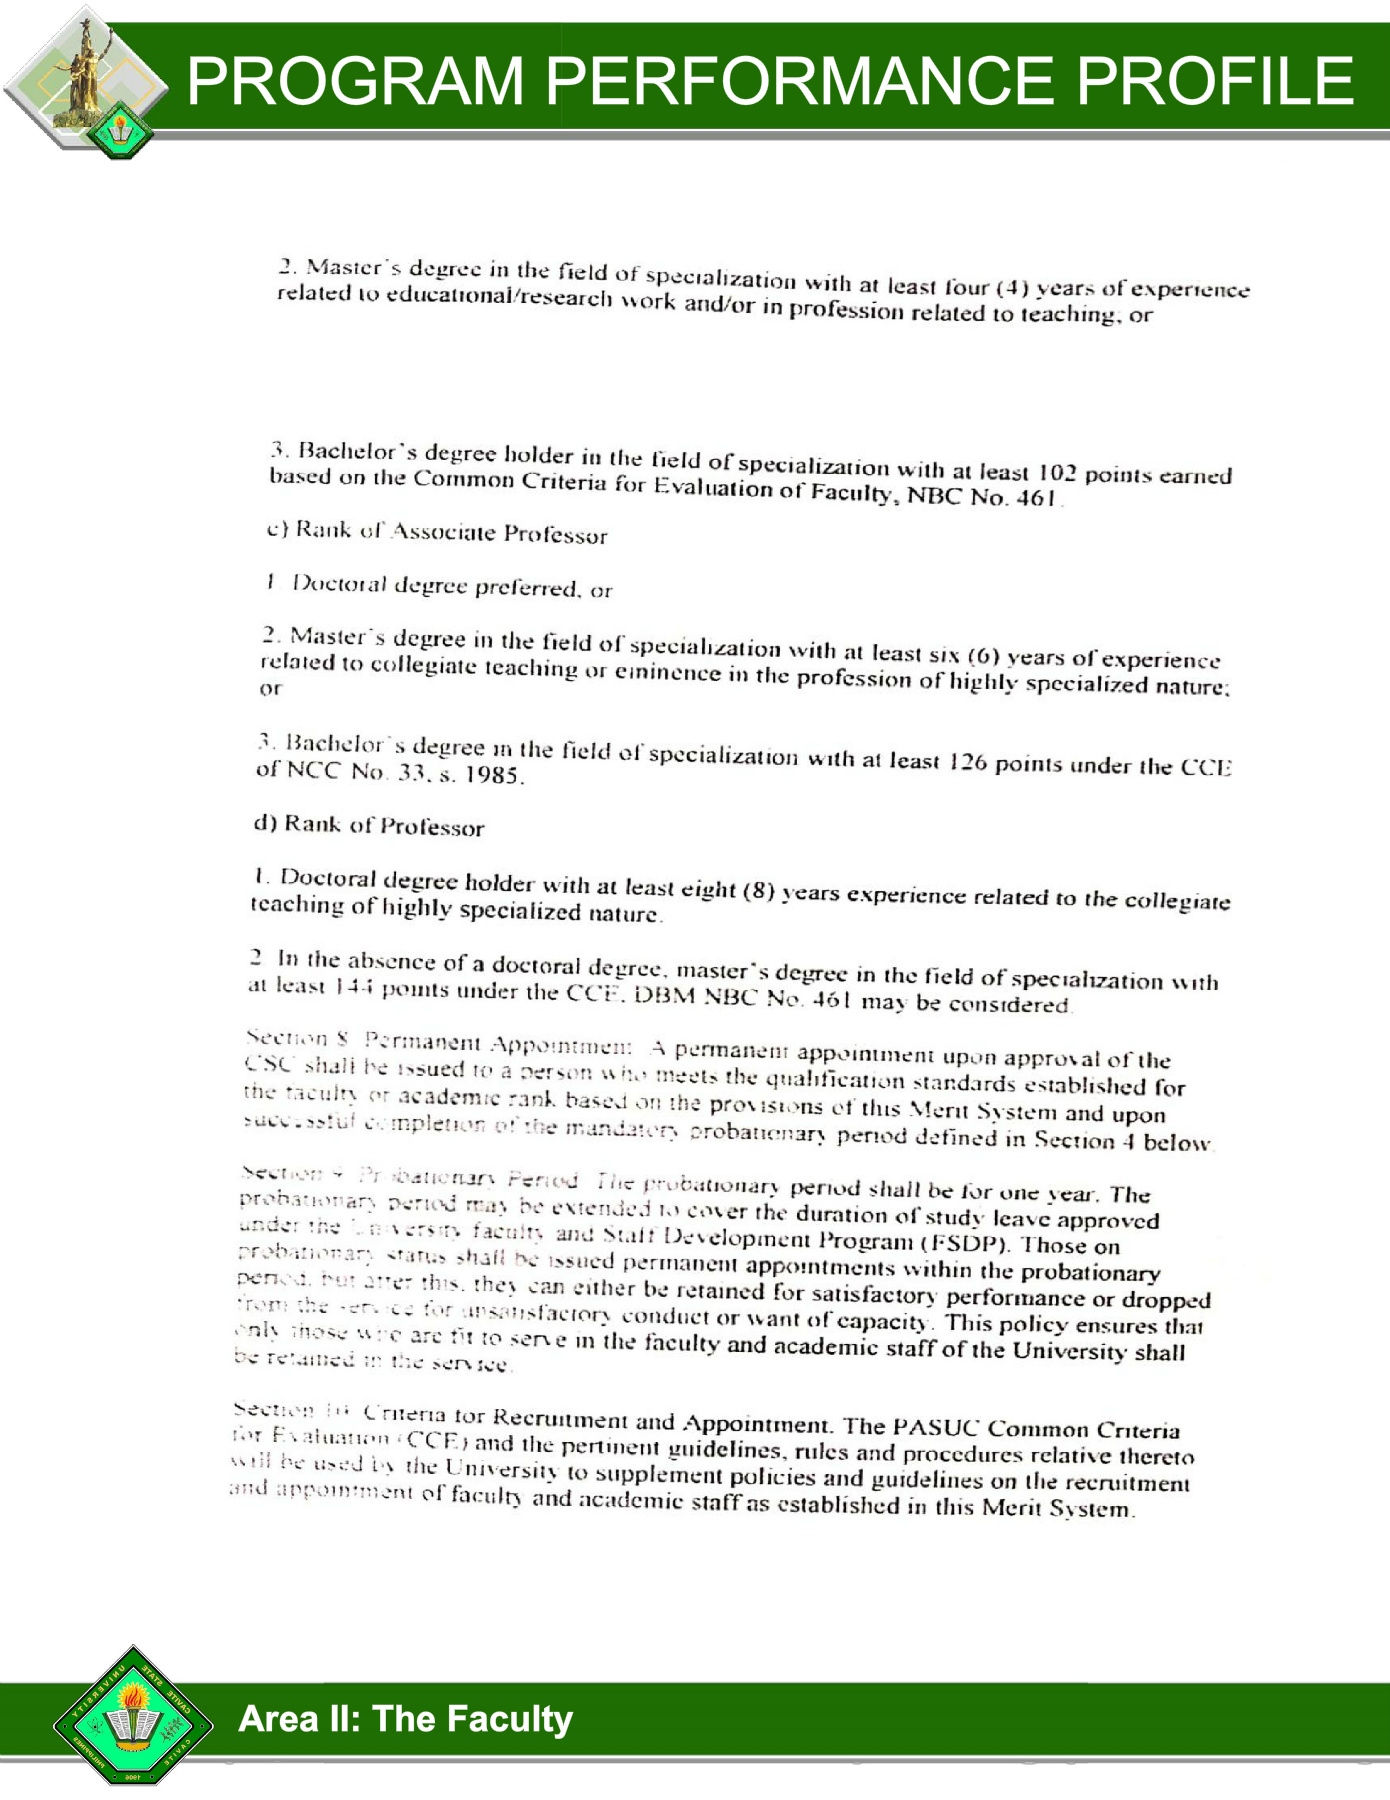 PROGRAM PERFORMANCE PROFILE
2. Master's degree in the field of specialization with at least four (4) years of experience
related to educational/research work and/or in profession related to teaching, or
3. Bachelor's degree holder in the field of specialization with at least 102 points earned
based on the Common Criteria for Evaluation of Faculty, NBC No. 461.
c) Rank of Associate Professor
1. Doctoral degree preferred, or
2. Master's degree in the field of specialization with at least six (6) years of experience
related to collegiate teaching or eminence in the profession of highly specialized nature;
or
3. Bachelor's degree in the field of specialization with at least 126 points under the CCE
of NCC No. 33, s. 1985.
d) Rank of Professor
1. Doctoral degree holder with at least eight (8) years experience related to the collegiate
teaching of highly specialized nature.
2 In the absence of a doctoral degree, master's degree in the field of specialization with
at least 144 points under the CCE, DBM NBC No. 461 may be considered.
Section 8 Permanent Appointment. A permanent appointment upon approval of the
CSC shall be issued to a person who meets the qualification standards established for
the faculty or academic rank based on the provisions of this Merit System and upon
successful completion of the mandatory probationary period defined in Section 4 below.
Section Probationary Period The probationary period shall be for one year. The
probationary period may be extended to cover the duration of study leave approved
under the University faculty and Staff Development Program (FSDP). Those on
probationary status shall be issued permanent appointments within the probationary
period, but after this, they can either be retained for satisfactory performance or dropped
from the service for unsatisfactory conduct or want of capacity. This policy ensures that
only those who are fit to serve in the faculty and academic staff of the University shall
be retained in the service.
Section 10 Criteria for Recruitment and Appointment. The PASUC Common Criteria
for Evaluation (CCE) and the pertinent guidelines, rules and procedures relative thereto
will be used by the University to supplement policies and guidelines on the recruitment
and appointment of faculty and academic staff as established in this Merit System.
CAVITE STATE UNIVERSITY
CAVITE
PHILIPPINES
1906
Area II: The Faculty